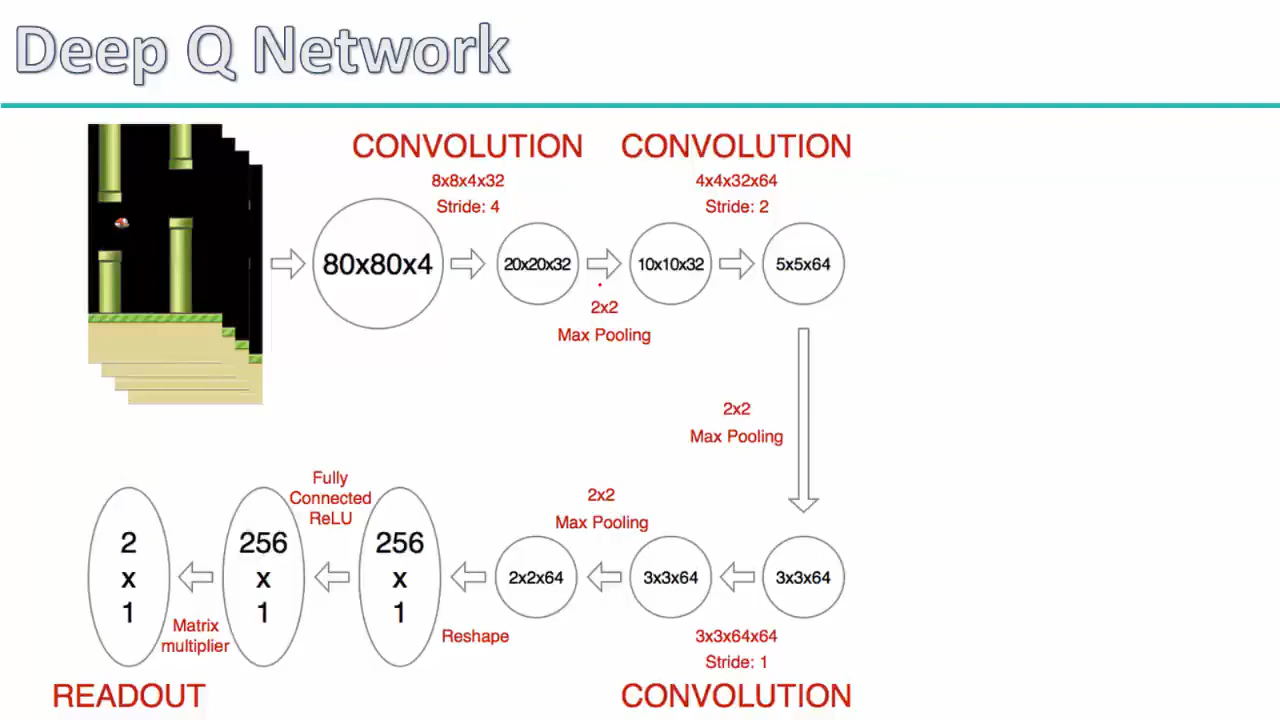 Deep Q Network
CONVOLUTION
8x8x4x32
Stride: 4
CONVOLUTION
4x4x32x64
Stride: 2
80x80x4
20x20x32
10x10x32
5x5x64
2x2
Max Pooling
2x2
Max Pooling
3x3x64
3x3x64x64
Stride: 1
CONVOLUTION
3x3x64
2x2
Max Pooling
2x2x64
Reshape
256
x
1
Fully
Connected
ReLU
256
x
1
Matrix
multiplier
2
x
1
READOUT